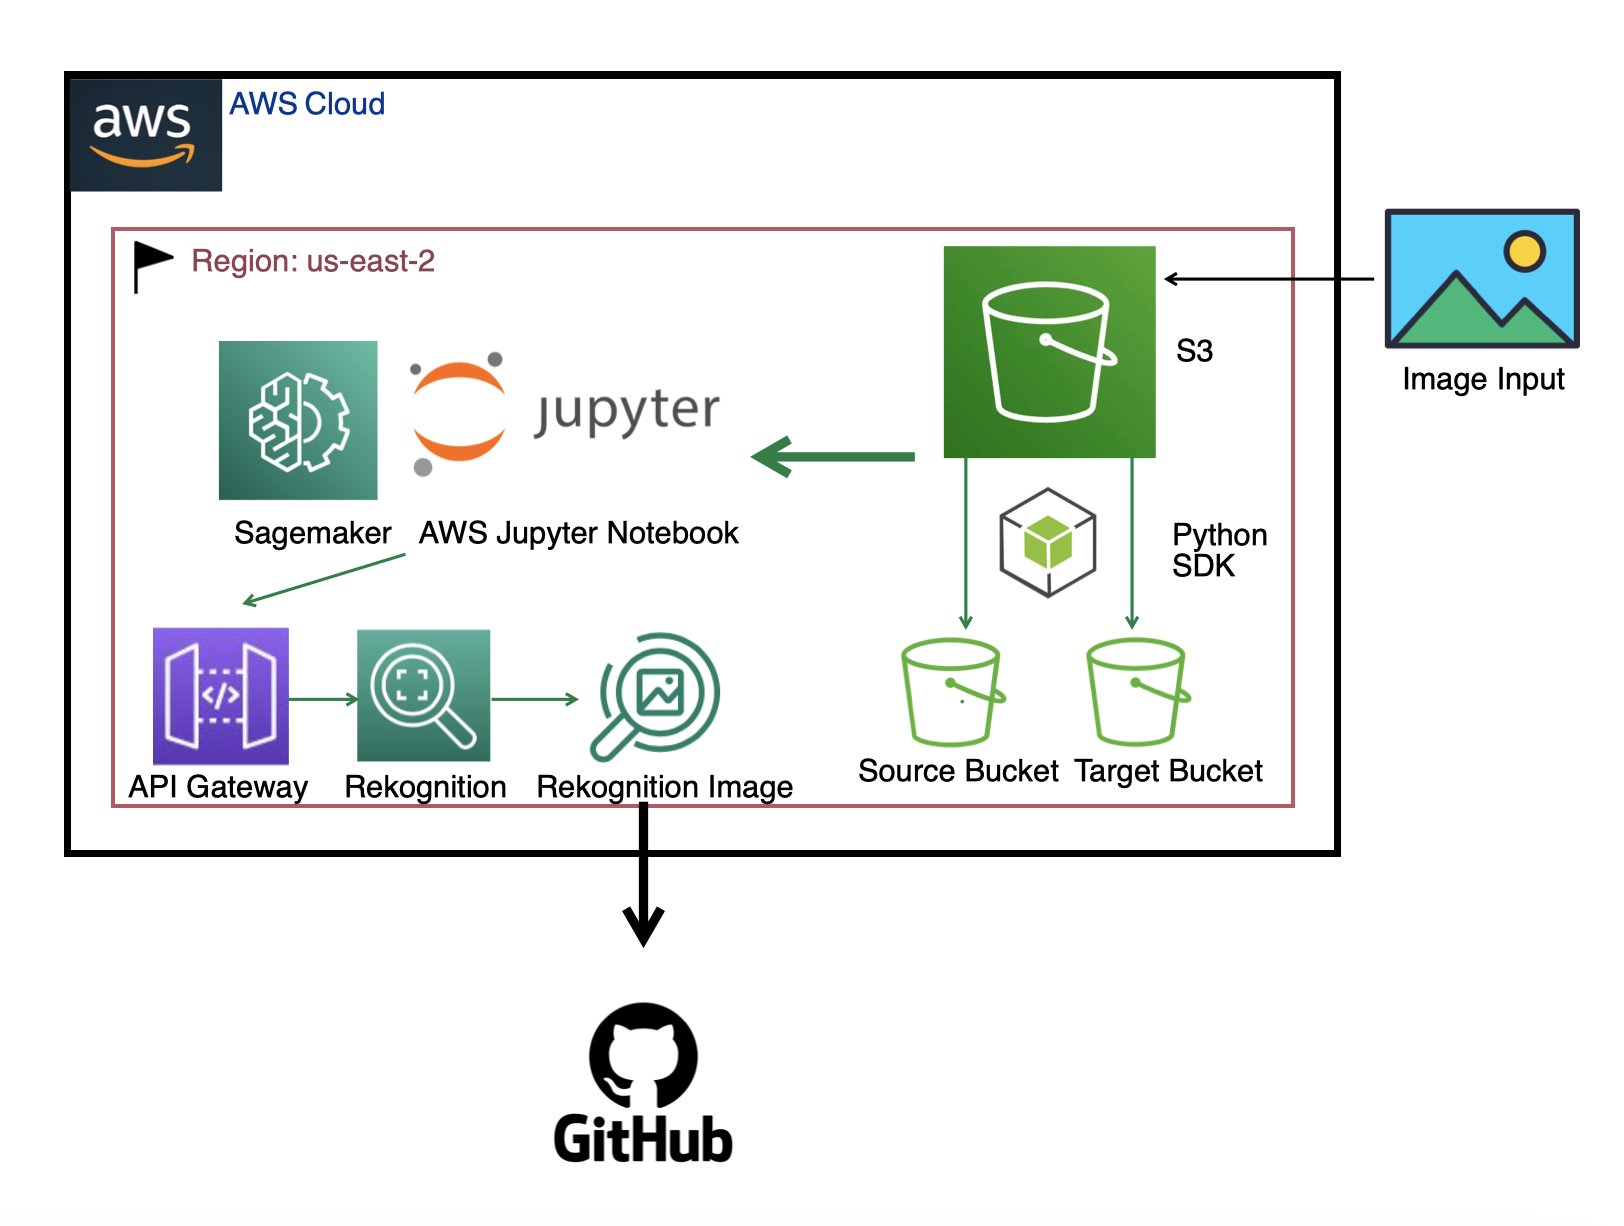 aws
AWS Cloud
Region: us-east-2
S3
Image Input
jupyter
Sagemaker
AWS Jupyter Notebook
Python
SDK
</>
API Gateway
Rekognition
Rekognition Image
Source Bucket
Target Bucket
GitHub